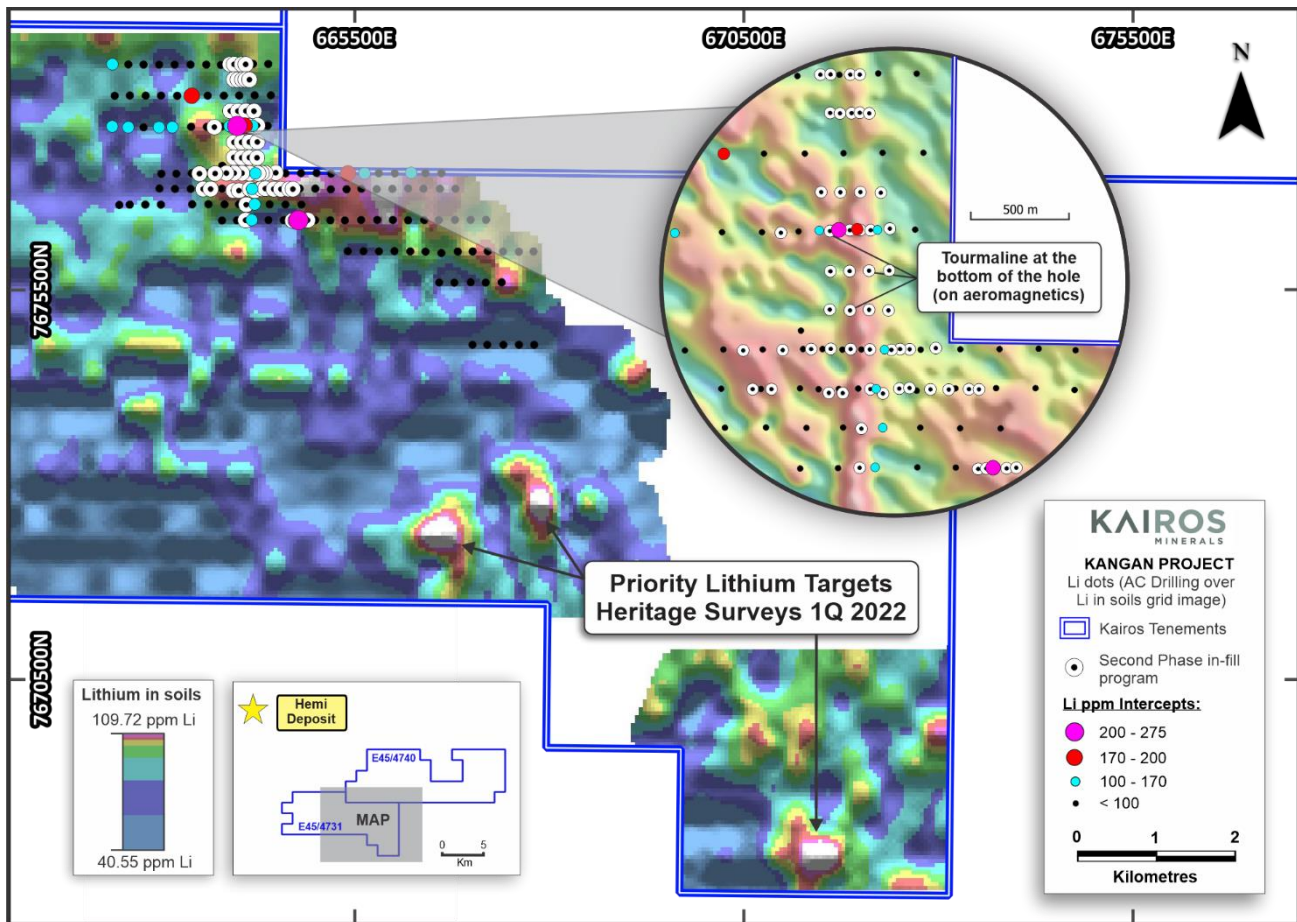 665500E
670500E
675500E
N
500 m
Tourmaline at the
bottom of the hole
(on aeromagnetics)
7675500N
Priority Lithium Targets
Heritage Surveys 1Q 2022
7670500N
Lithium in soils
109.72 ppm Li
40.55 ppm Li
Hemi
Deposit
E45/4740
MAP
E45/4731
0 5
Km
KAIROS
MINERALS
KANGAN PROJECT
Li dots (AC Drilling over
Li in soils grid image)
Kairos Tenements
Second Phase in-fill
program
Li ppm Intercepts:
200 - 275
170 - 200
100 - 170
< 100
0 1 2
Kilometres